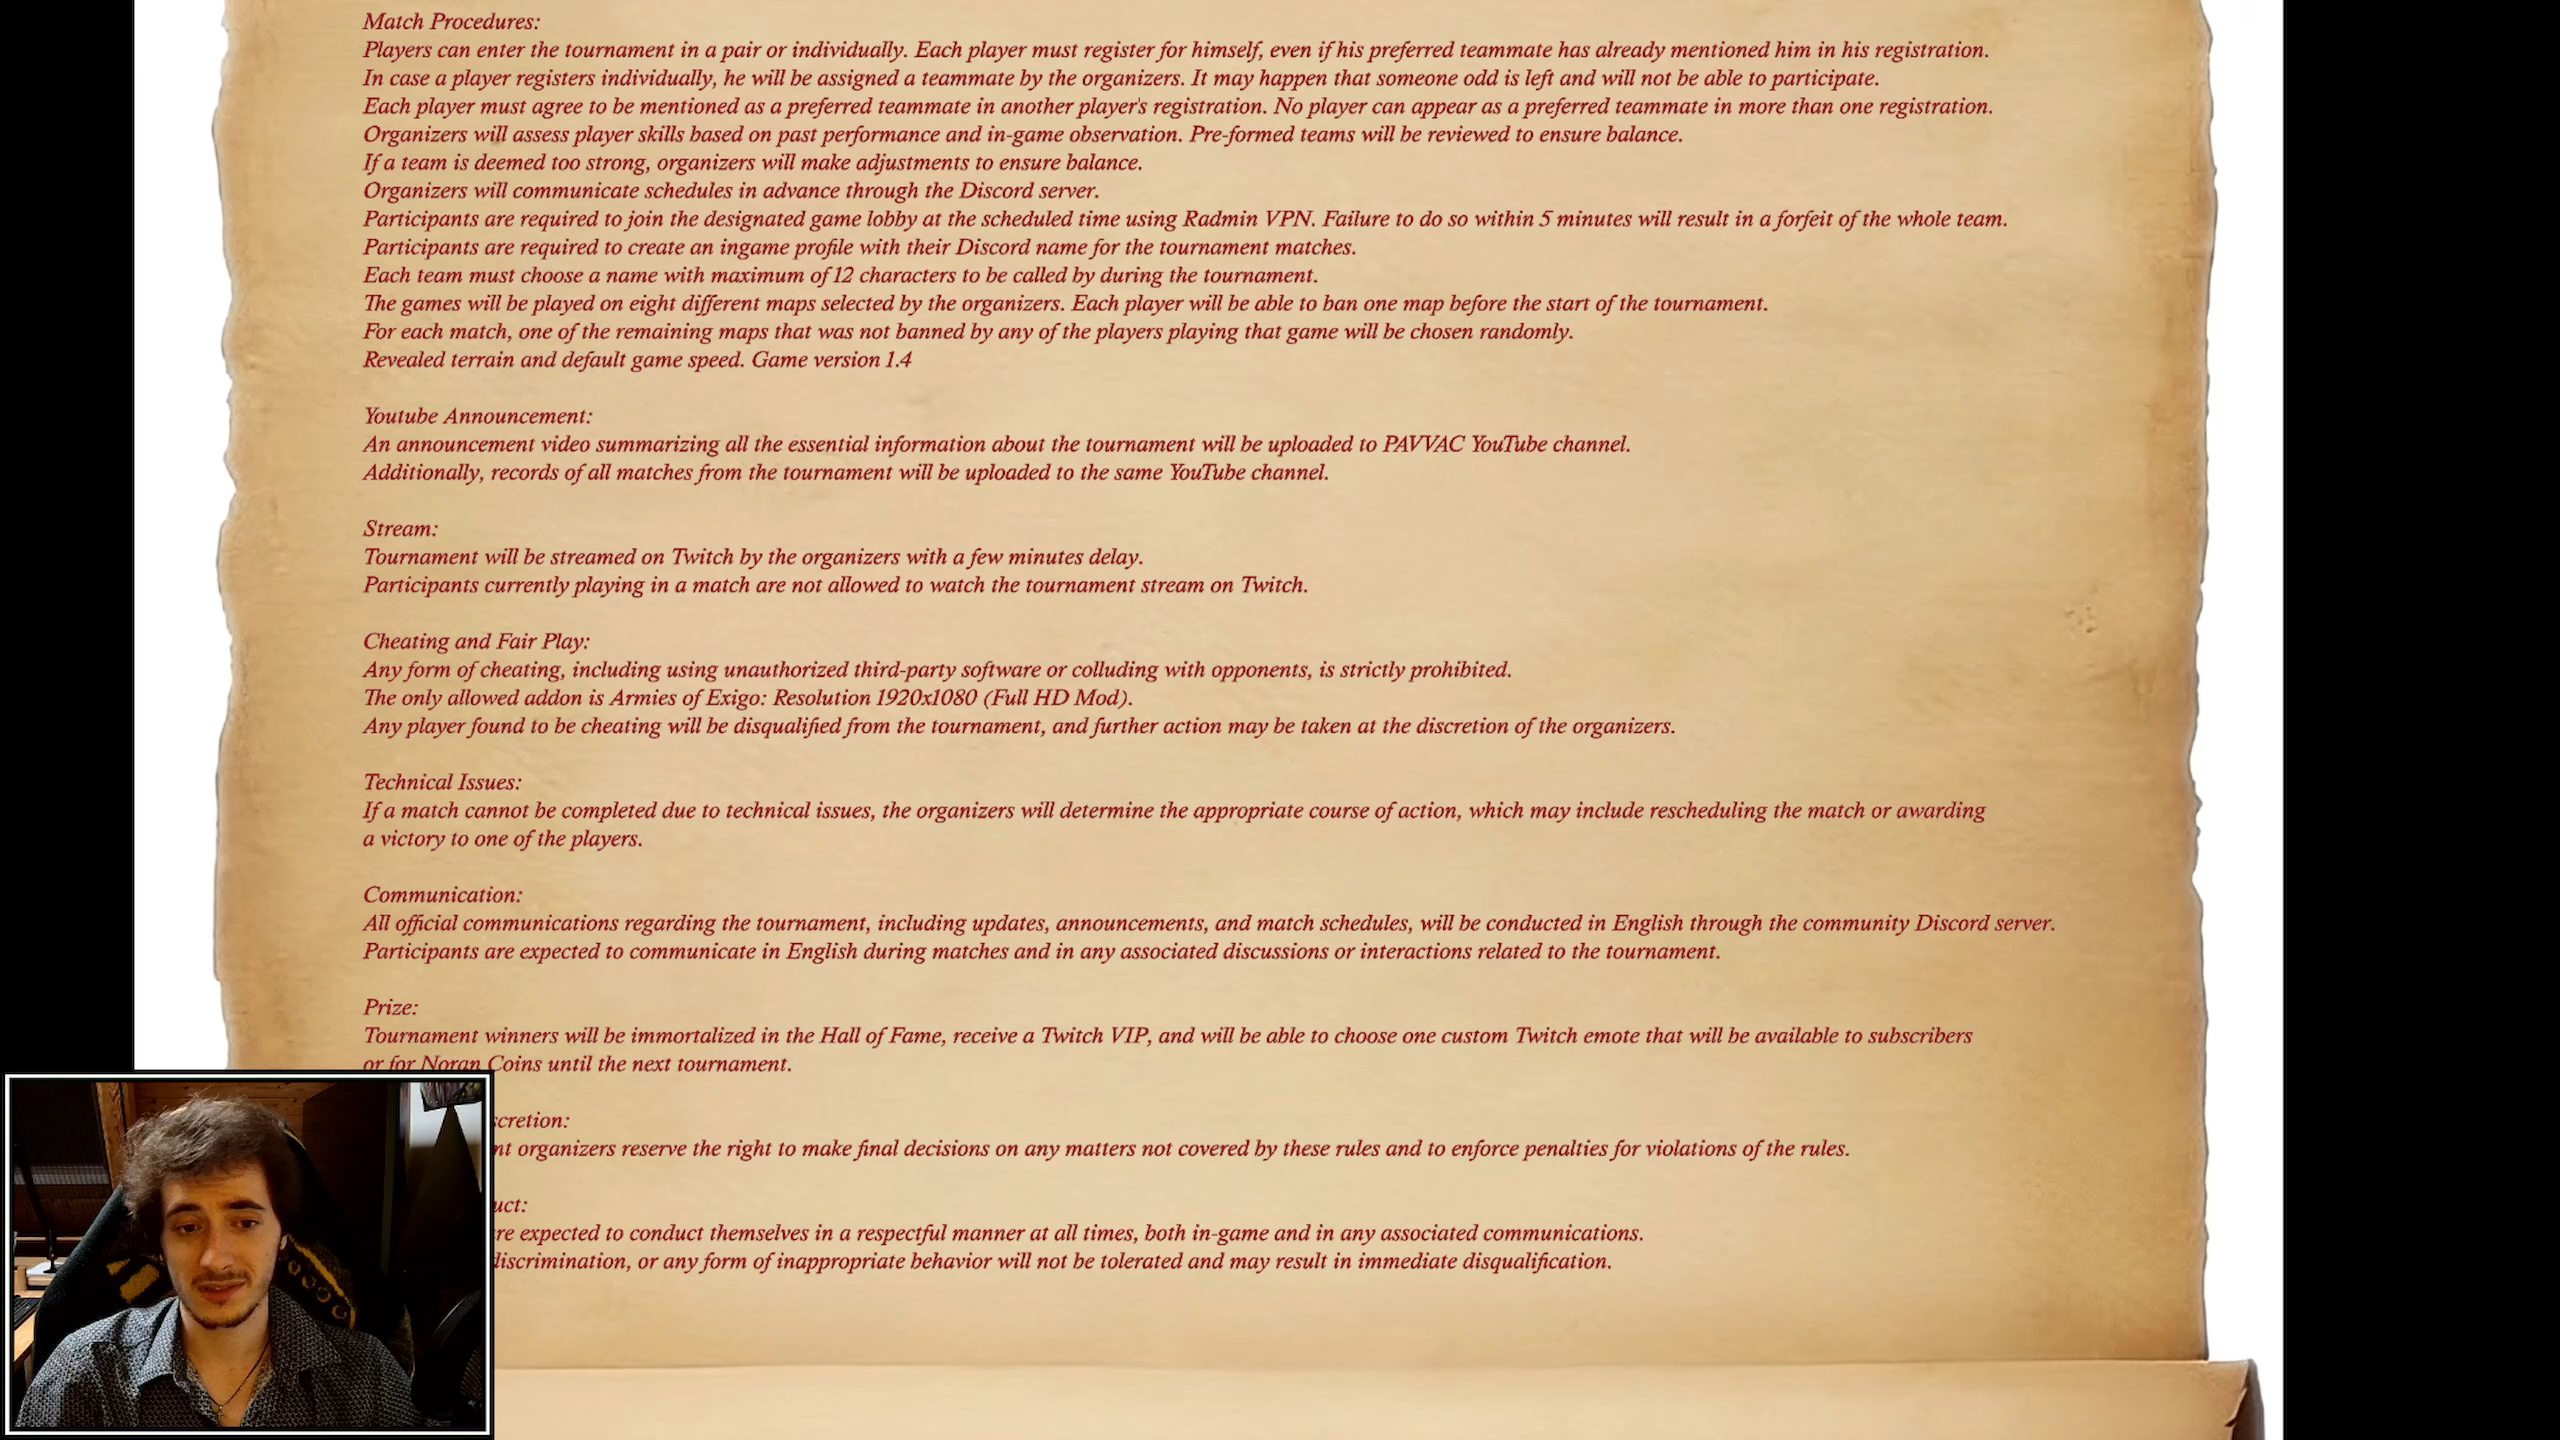 Match Procedures:
Players can enter the tournament in a pair or individually. Each player must register for himself, even if his preferred teammate has already mentioned him in his registration.
In case a player registers individually, he will be assigned a teammate by the organizers. It may happen that someone odd is left and will not be able to participate.
Each player must agree to be mentioned as a preferred teammate in another player's registration. No player can appear as a preferred teammate in more than one registration.
Organizers will assess player skills based on past performance and in-game observation. Pre-formed teams will be reviewed to ensure balance.
If a team is deemed too strong, organizers will make adjustments to ensure balance.
Organizers will communicate schedules in advance through the Discord server.
Participants are required to join the designated game lobby at the scheduled time using Radmin VPN. Failure to do so within 5 minutes will result in a forfeit of the whole team.
Participants are required to create an ingame profile with their Discord name for the tournament matches.
Each team must choose a name with maximum of 12 characters to be called by during the tournament.
The games will be played on eight different maps selected by the organizers. Each player will be able to ban one map before the start of the tournament.
For each match, one of the remaining maps that was not banned by any of the players playing that game will be chosen randomly.
Revealed terrain and default game speed. Game version 1.4
Youtube Announcement:
An announcement video summarizing all the essential information about the tournament will be uploaded to PAVVAC YouTube channel.
Additionally, records of all matches from the tournament will be uploaded to the same YouTube channel.
Stream:
Tournament will be streamed on Twitch by the organizers with a few minutes delay.
Participants currently playing in a match are not allowed to watch the tournament stream on Twitch.
Cheating and Fair Play:
Any form of cheating, including using unauthorized third-party software or colluding with opponents, is strictly prohibited.
The only allowed addon is Armies of Exigo: Resolution 1920x1080 (Full HD Mod).
Any player found to be cheating will be disqualified from the tournament, and further action may be taken at the discretion of the organizers.
Technical Issues:
If a match cannot be completed due to technical issues, the organizers will determine the appropriate course of action, which may include rescheduling the match or awarding
a victory to one of the players.
Communication:
All official communications regarding the tournament, including updates, announcements, and match schedules, will be conducted in English through the community Discord server.
Participants are expected to communicate in English during matches and in any associated discussions or interactions related to the tournament.
Prize:
Tournament winners will be immortalized in the Hall of Fame, receive a Twitch VIP, and will be able to choose one custom Twitch emote that will be available to subscribers
or for Noran Coins until the next tournament.
scretion:
nt organizers reserve the right to make final decisions on any matters not covered by these rules and to enforce penalties for violations of the rules.
uct:
re expected to conduct themselves in a respectful manner at all times, both in-game and in any associated communications.
discrimination, or any form of inappropriate behavior will not be tolerated and may result in immediate disqualification.